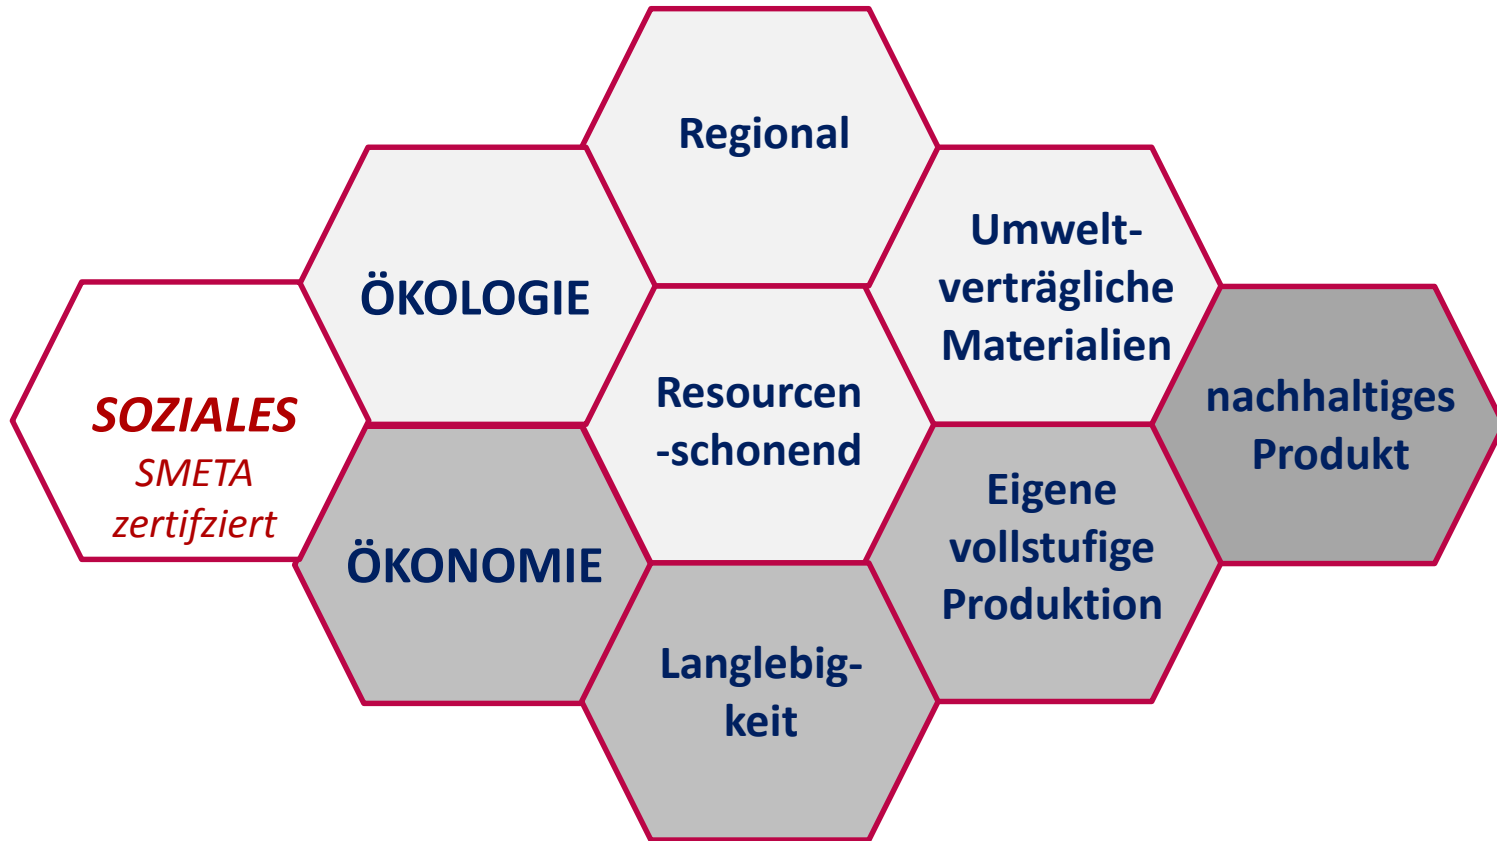 Regional
Umwelt-
verträgliche
Materialien
ÖKOLOGIE
SOZIALES
SMETA
zertifziert
Resourcen
-schonend
nachhaltiges
Produkt
ÖKONOMIE
Eigene
vollstufige
Produktion
Langlebig-
keit